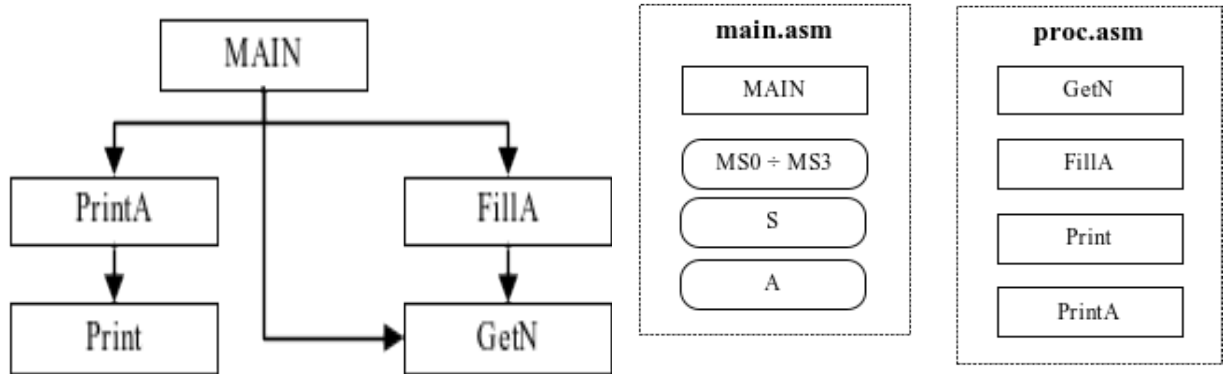 MAIN
PrintA
FillA
Print
GetN
main.asm
MAIN
MS0 ÷ MS3
S
A
proc.asm
GetN
FillA
Print
PrintA